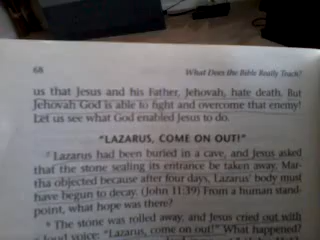 68 What Does the Bible Really Teach?
us that Jesus and his Father, Jehovah, hate death. But
Jehovah God is able to fight and overcome that enemy!
Let us see what God enabled Jesus to do.
"LAZARUS, COME ON OUT!"
Lazarus had been buried in a cave, and Jesus asked
that the stone sealing its entrance be taken away. Mar-
tha objected because after four days, Lazarus' body must
have begun to decay. (John 11:39) From a human stand-
point, what hope was there?
The stone was rolled away, and Jesus cried out with
loud voice: "Lazarus, come on out!" What happened?